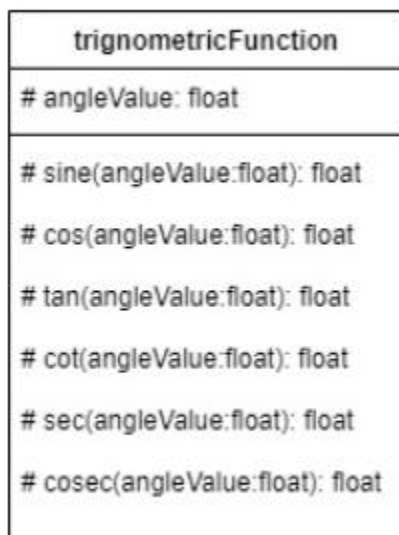 trignometricFunction
# angleValue: float
# sine(angleValue:float): float
# cos(angleValue:float): float
# tan(angleValue:float): float
# cot(angleValue:float): float
# sec(angleValue:float): float
# cosec(angleValue:float): float